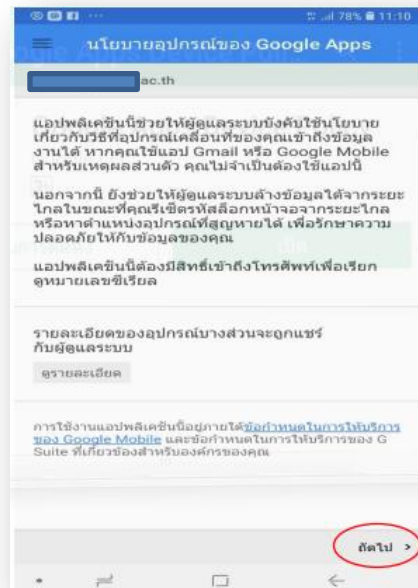 78% 11:10
นโยบายอุปกรณ์ของ Google Apps
ac.th
แอปพลิเคชันนี้ช่วยให้ผู้ดูแลระบบบังคับใช้นโยบาย
เกี่ยวกับวิธีที่อุปกรณ์เคลื่อนที่ของคุณเข้าถึงข้อมูล
งานได้ หากคุณใช้แอป Gmail หรือ Google Mobile
สำหรับเหตุผลส่วนตัว คุณไม่จำเป็นต้องใช้แอปนี้
นอกจากนี้ ยังช่วยให้ผู้ดูแลระบบล้างข้อมูลได้จากระยะ
ไกลในขณะที่คุณรีเซ็ตรหัสล็อกหน้าจอจากระยะไกล
หรือหาตำแหน่งอุปกรณ์ที่สูญหายได้ เพื่อรักษาความ
ปลอดภัยให้กับข้อมูลของคุณ
แอปพลิเคชันนี้ต้องมีสิทธิ์เข้าถึงโทรศัพท์เพื่อเรียก
ดูหมายเลขซีเรียล
รายละเอียดของอุปกรณ์บางส่วนจะถูกแชร์
กับผู้ดูแลระบบ
ดูรายละเอียด
การใช้งานแอปพลิเคชันนี้อยู่ภายใต้ข้อกำหนดในการให้บริการ
ของ Google Mobile และข้อกำหนดในการให้บริการของ G
Suite ที่เกี่ยวข้องสำหรับองค์กรของคุณ
ถัดไป >